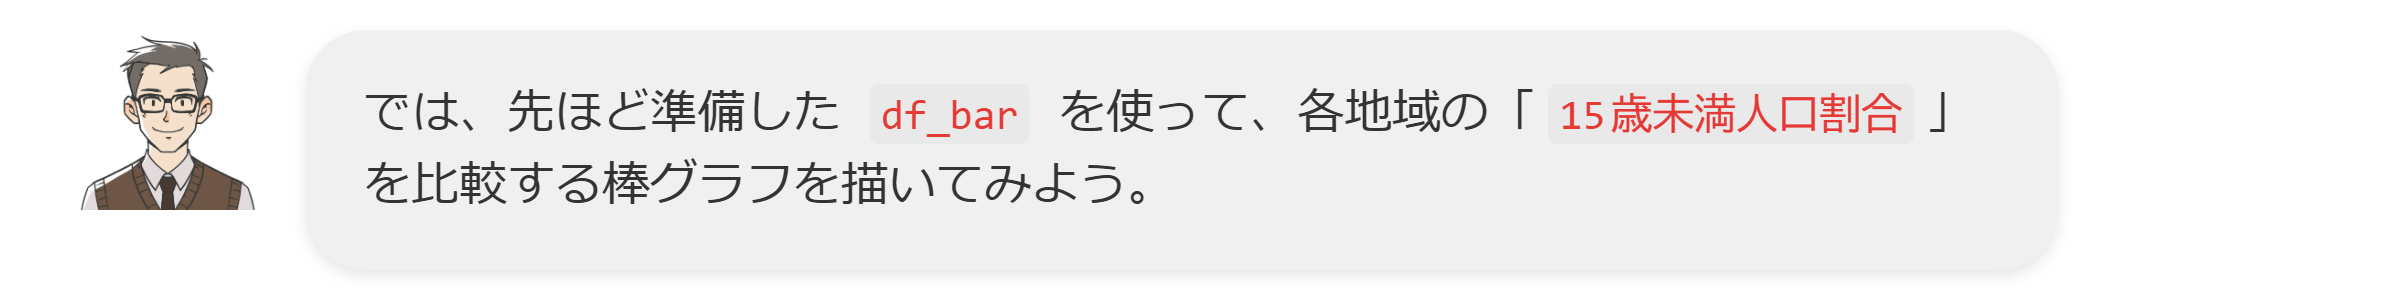 では、先ほど準備した df_bar を使って、各地域の「 15歳未満人口割合 」
を比較する棒グラフを描いてみよう。